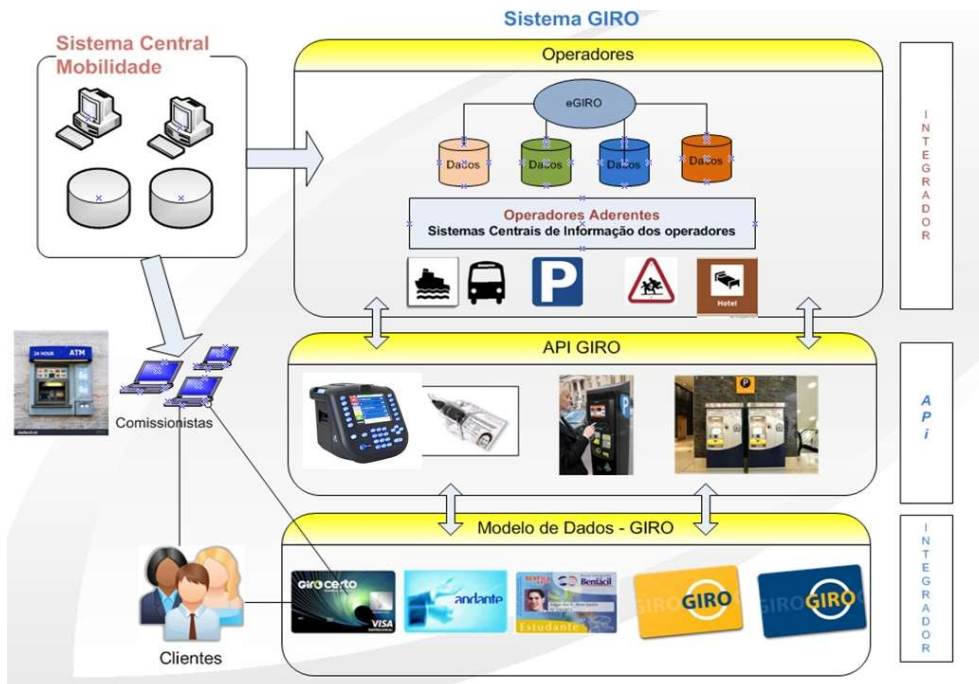 Sistema GIRO
Sistema Central
Mobilidade
Operadores
eGIRO
Dados
Dados
Dados
Dados
Operadores Aderentes
Sistemas Centrais de Informação dos operadores
P
Hotel
INTEGRADOR
API GIRO
24 HOUR ATM
Comissionistas
P
P
APi
Modelo de Dados - GIRO
Girocerto
VISA
andante
Benfácil
Estudante
GIRO
GIRO
INTEGRADOR
Clientes